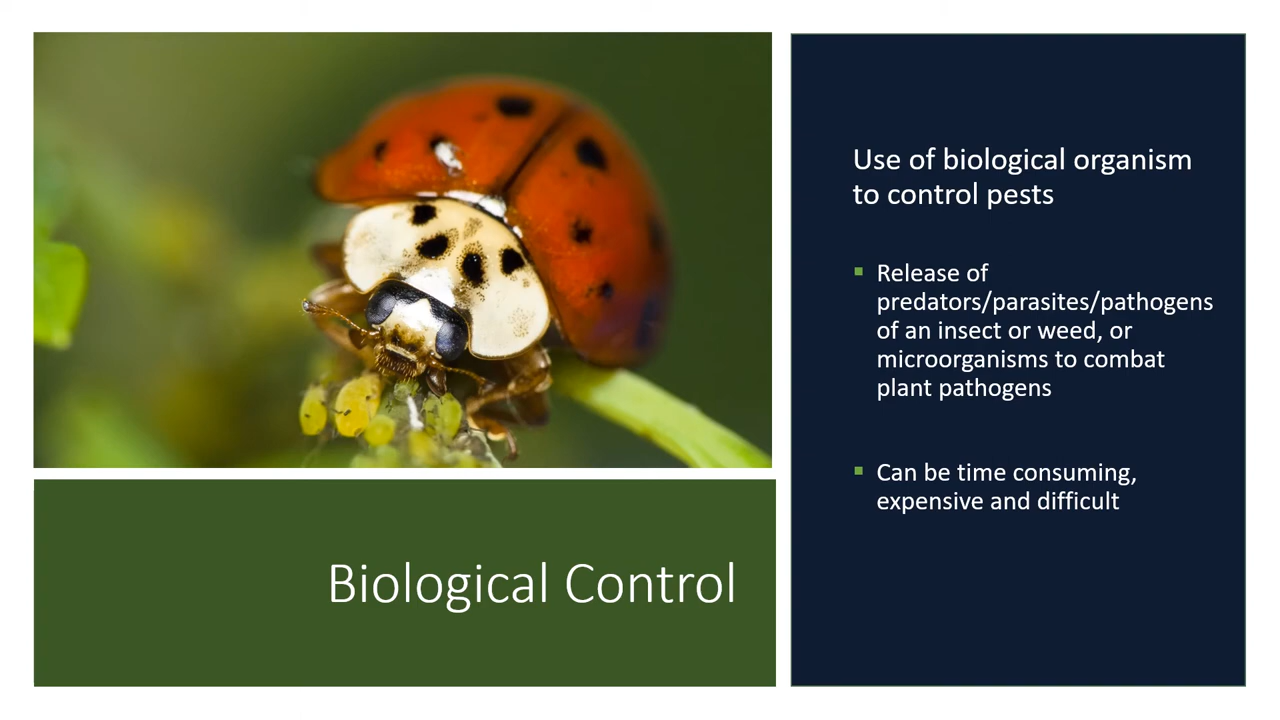 Use of biological organism
to control pests
Release of
predators/parasites/pathogens
of an insect or weed, or
microorganisms to combat
plant pathogens
Can be time consuming,
expensive and difficult
Biological Control